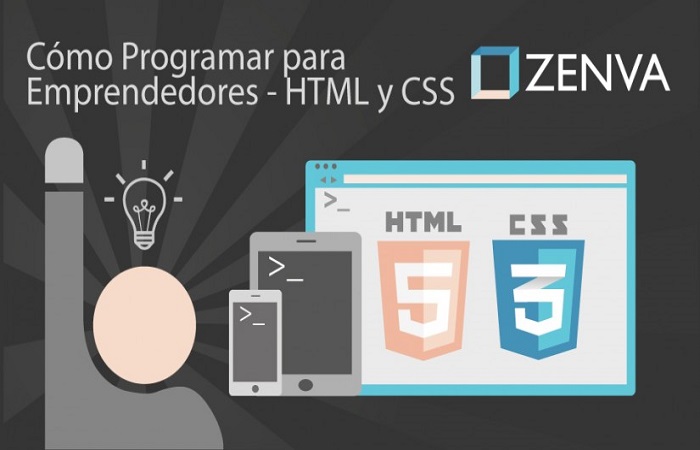 Cómo Programar para
Emprendedores - HTML y CSS
ZENVA
>_
HTML
CSS
5
3
>_
>_